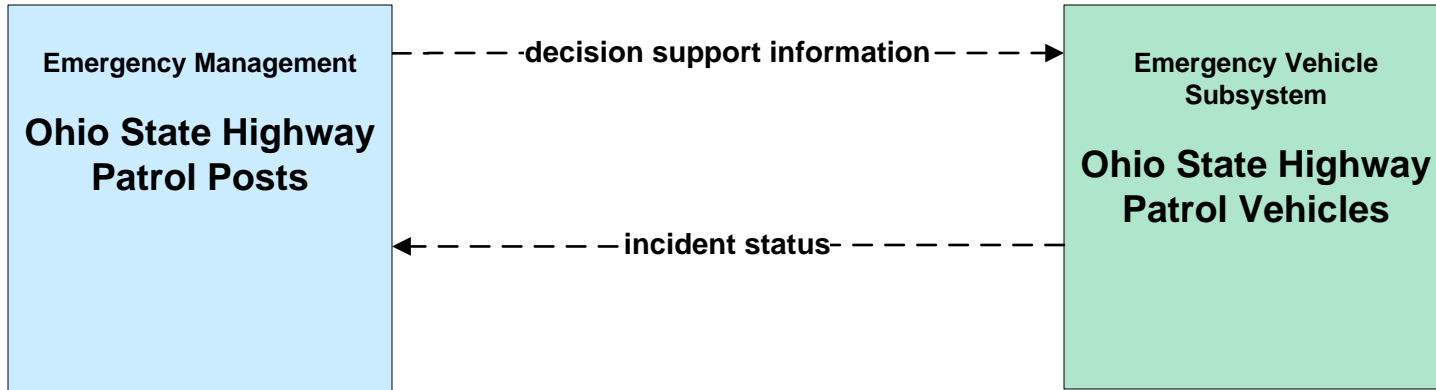 Emergency Management
Ohio State Highway
Patrol Posts
decision support information
incident status
Emergency Vehicle
Subsystem
Ohio State Highway
Patrol Vehicles